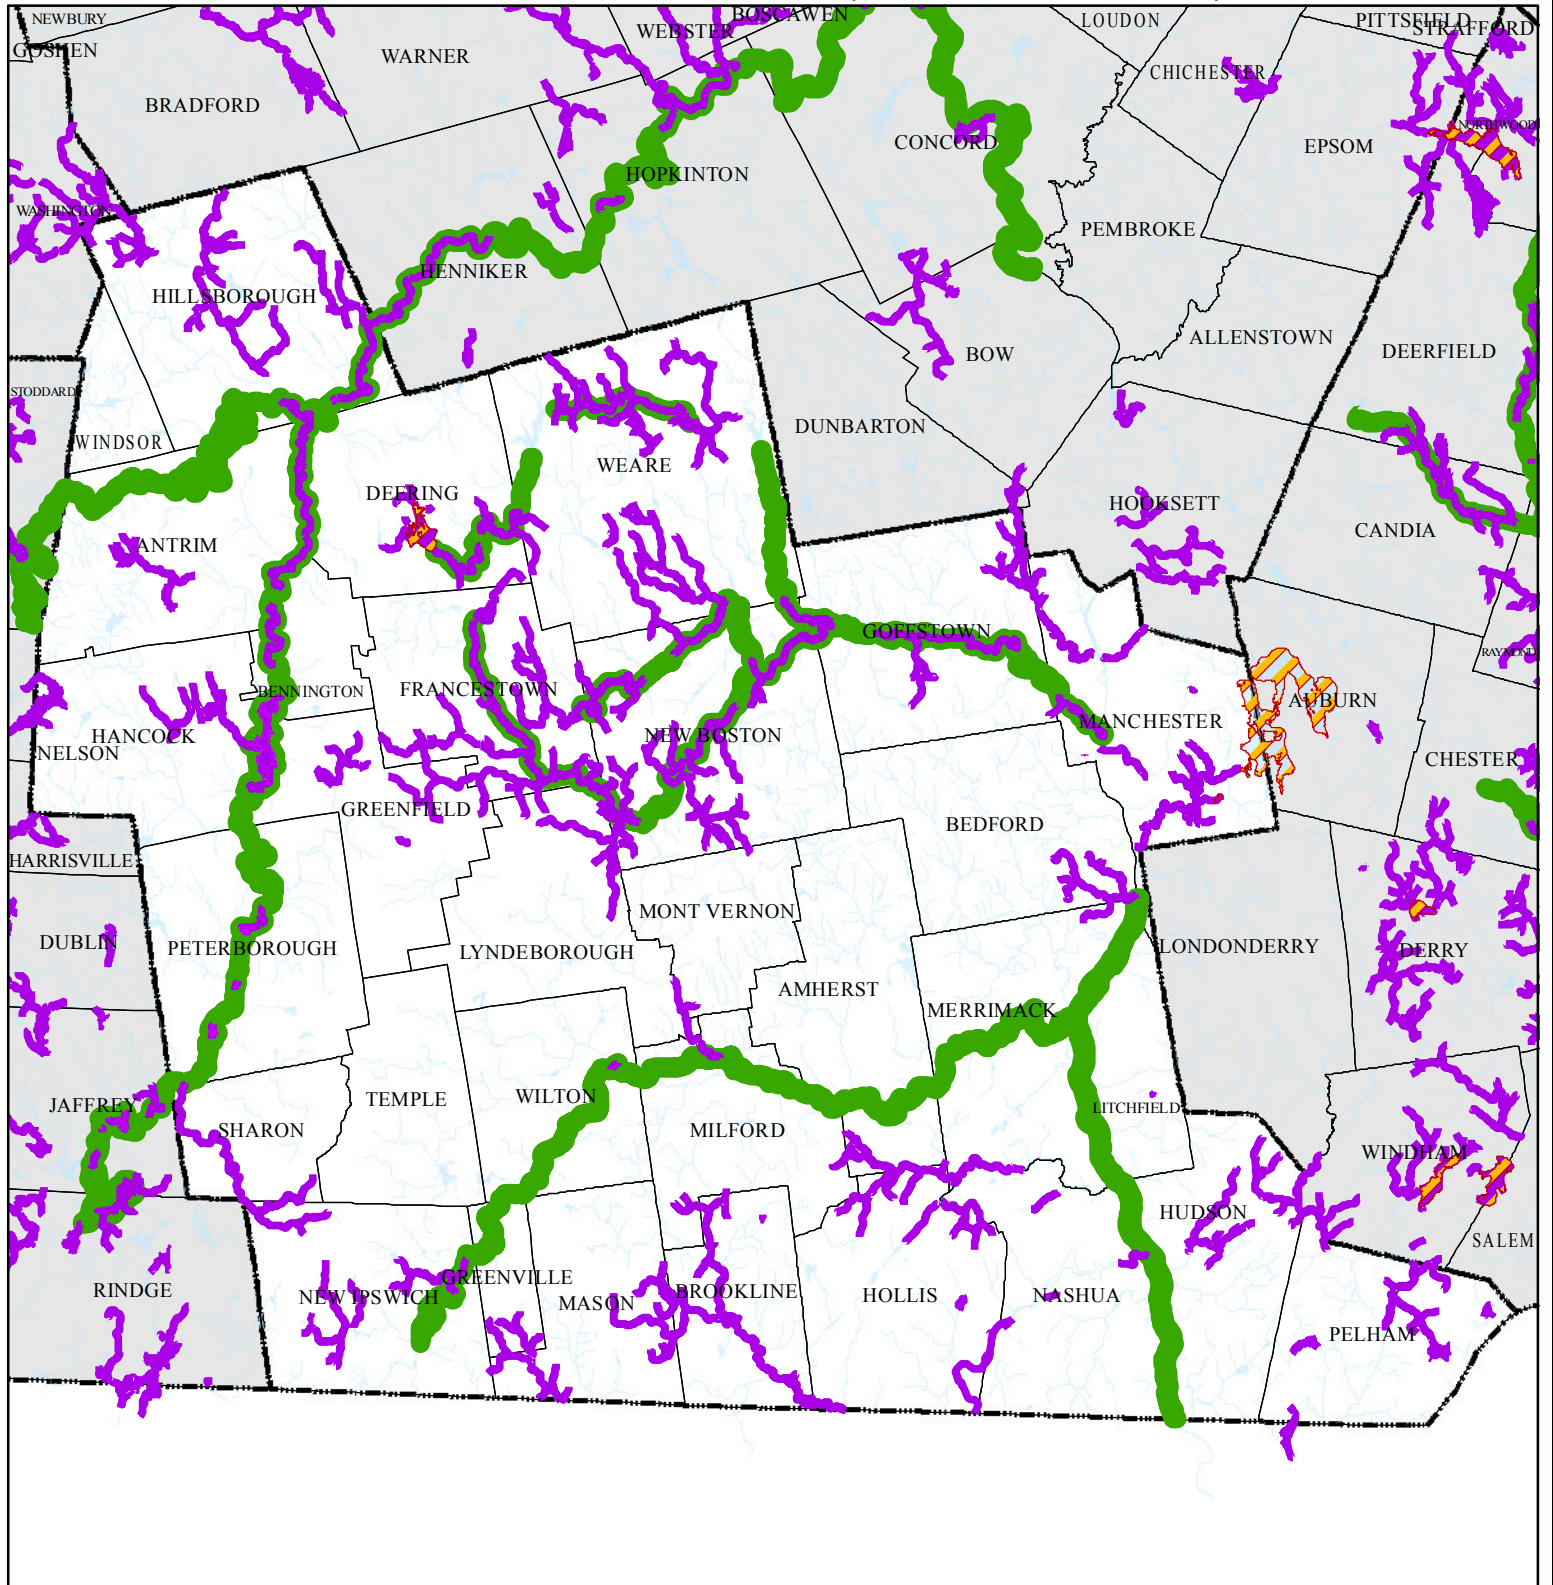 BOSCAWEN
NEWBURY
LOUDON
PITTSFIELD
STRAFFORD
WEBSTER
GOSHEN
WARNER
CHICHESTER
BRADFORD
NORTHWOOD
CONCORD
EPSOM
HOPKINTON
WASHINGTON
PEMBROKE
HENNIKER
HILLSBOROUGH
ALLENSTOWN
BOW
DEERFIELD
STODDARD
DUNBARTON
WINDSOR
WEARE
DEERING
HOOKSETT
CANDIA
ANTRIM
GOFFSTOWN
RAYMOND
BENNINGTON
FRANCESTOWN
AUBURN
MANCHESTER
HANCOCK
NEW BOSTON
NELSON
CHESTER
GREENFIELD
BEDFORD
HARRISVILLE
MONT VERNON
DUBLIN
PETERBOROUGH
LYNDEBOROUGH
LONDONDERRY
DERRY
AMHERST
MERRIMACK
WILTON
TEMPLE
JAFFREY
LITCHFIELD
SHARON
MILFORD
WINDHAM
HUDSON
SALEM
GREENVILLE
RINDGE
NEW IPSWICH
MASON
BROOKLINE
HOLLIS
NASHUA
PELHAM